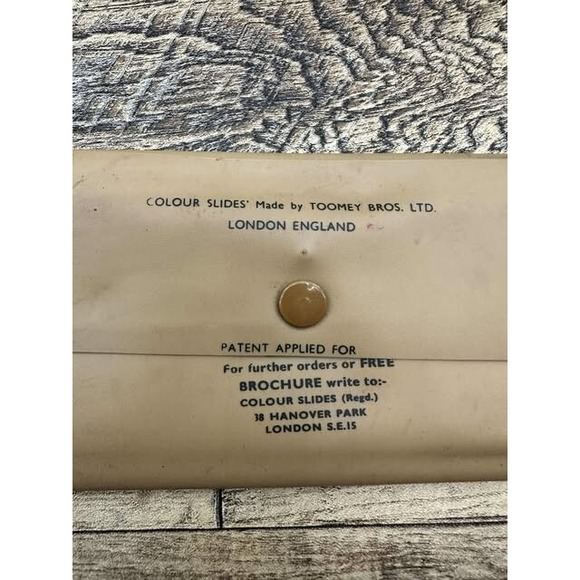 COLOUR SLIDES' Made by TOOMEY BROS. LTD.
LONDON ENGLAND
PATENT APPLIED FOR
For further orders or FREE
BROCHURE write to:-
COLOUR SLIDES (Regd.)
38 HANOVER PARK
LONDON S.E.15